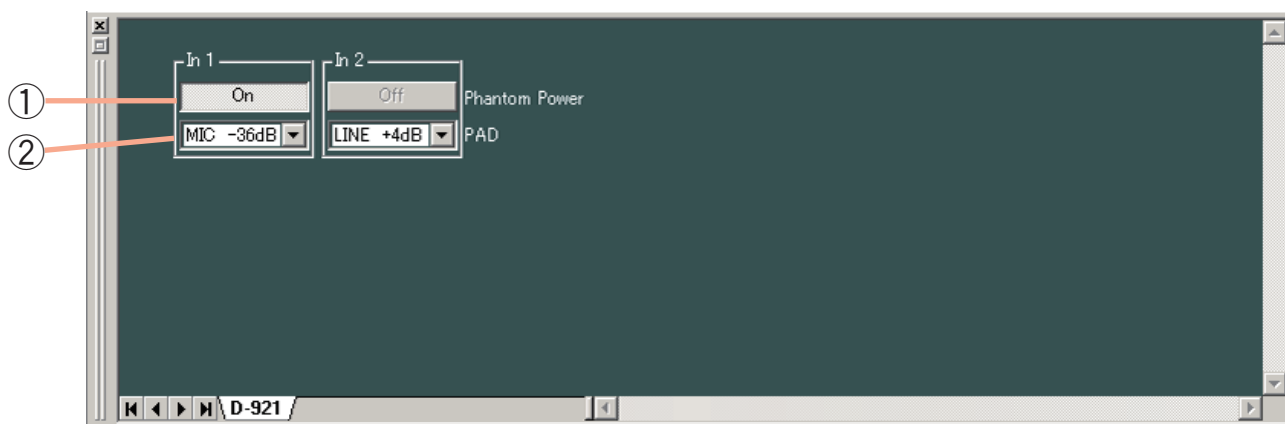 In 1 In 2
① On Off Phantom Power
② MIC -36dB LINE +4dB PAD
D-921